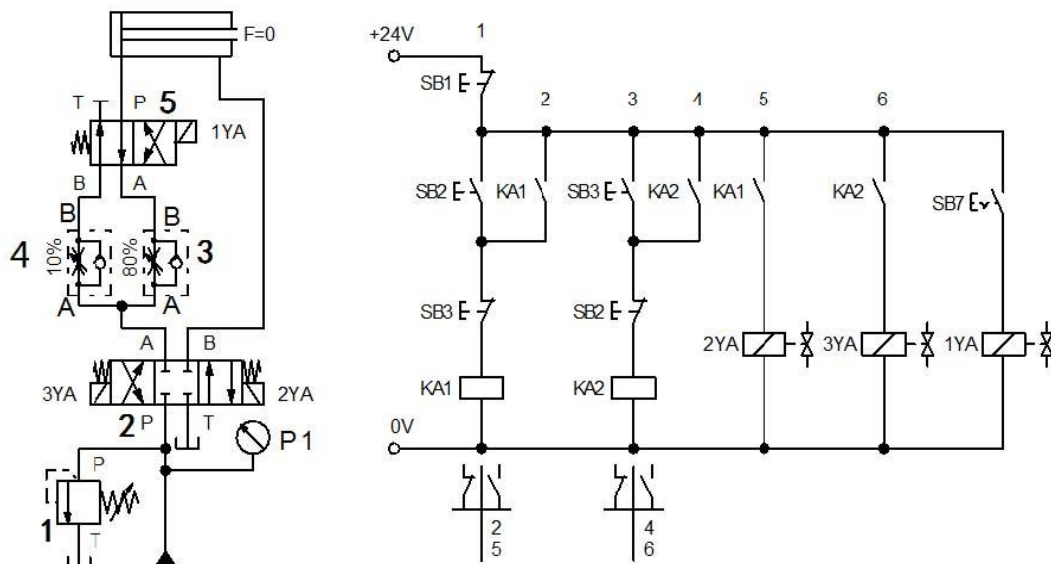 F=0
T P 5
1YA
B A
B B
4 10% 80% 3
A A
A B
3YA 2YA
2 P T
P1
P
1
T
+24V 1
SB1
2 3 4 5 6
SB2 KA1 SB3 KA2 KA1 KA2 SB7
SB3 SB2
2YA 3YA 1YA
KA1 KA2
0V
2 4
5 6